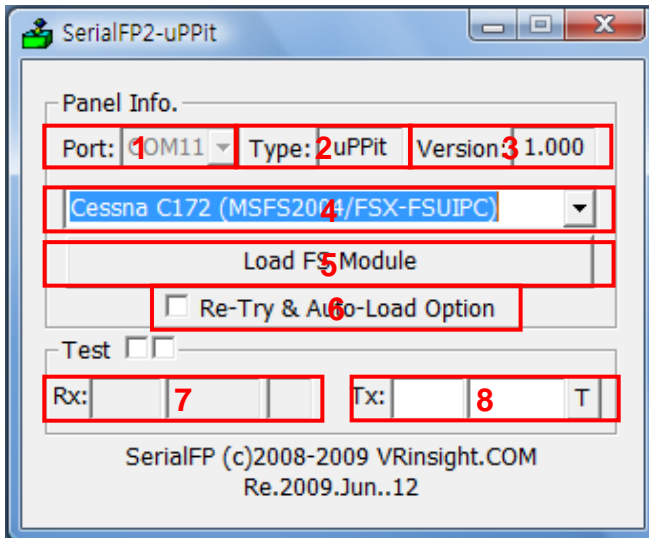 SerialFP2-uPPit
Panel Info.
Port: COM11 1 Type: uPPit 2 Version: 1.000 3
Cessna C172 (MSFS2004/FSX-FSUIPC) 4
Load FS Module 5
Re-Try & Auto-Load Option 6
Test
Rx: 7 Tx: 8 T
SerialFP (c)2008-2009 VRinsight.COM
Re.2009.Jun..12